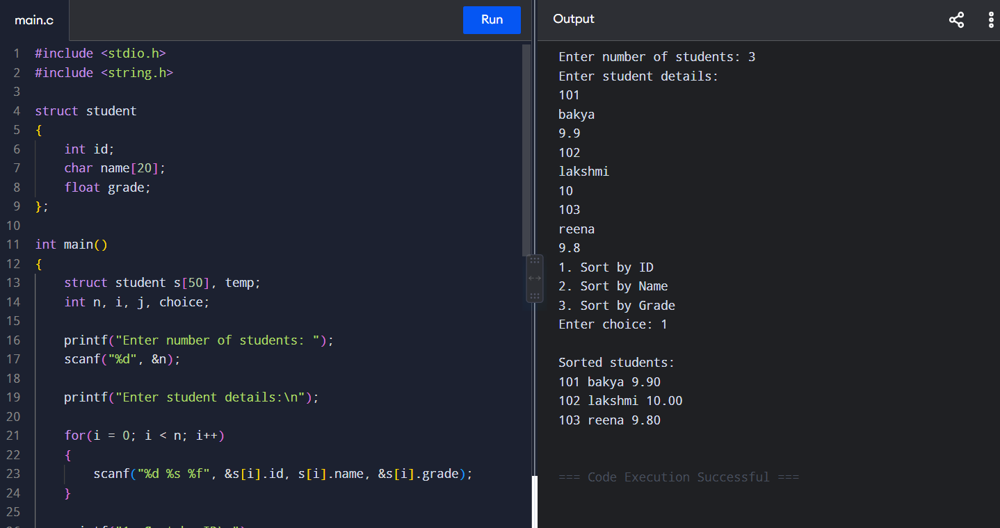 main.c
Run
1 #include <stdio.h>
2 #include <string.h>
3
4 struct student
5 {
6     int id;
7     char name[20];
8     float grade;
9 };
10
11 int main()
12 {
13     struct student s[50], temp;
14     int n, i, j, choice;
15
16     printf("Enter number of students: ");
17     scanf("%d", &n);
18
19     printf("Enter student details:\n");
20
21     for(i = 0; i < n; i++)
22     {
23         scanf("%d %s %f", &s[i].id, s[i].name, &s[i].grade);
24     }
25
Output
Enter number of students: 3
Enter student details:
101
bakya
9.9
102
lakshmi
10
103
reena
9.8
1. Sort by ID
2. Sort by Name
3. Sort by Grade
Enter choice: 1

Sorted students:
101 bakya 9.90
102 lakshmi 10.00
103 reena 9.80

=== Code Execution Successful ===